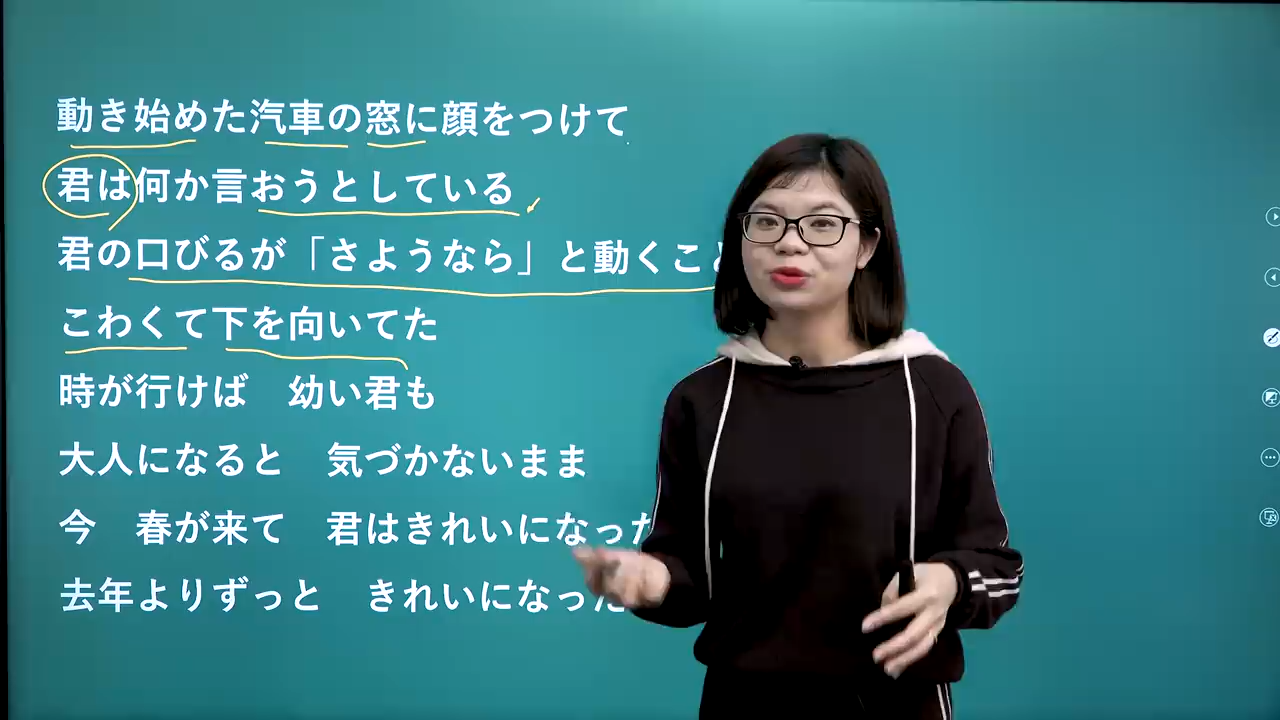 動き始めた汽車の窓に顔をつけて
君は何か言おうとしている
君の口びるが「さようなら」と動くこ
こわくて下を向いてた
時が行けば　幼い君も
大人になると　気づかないまま
今　春が来て　君はきれいになった
去年よりずっと　きれいになった